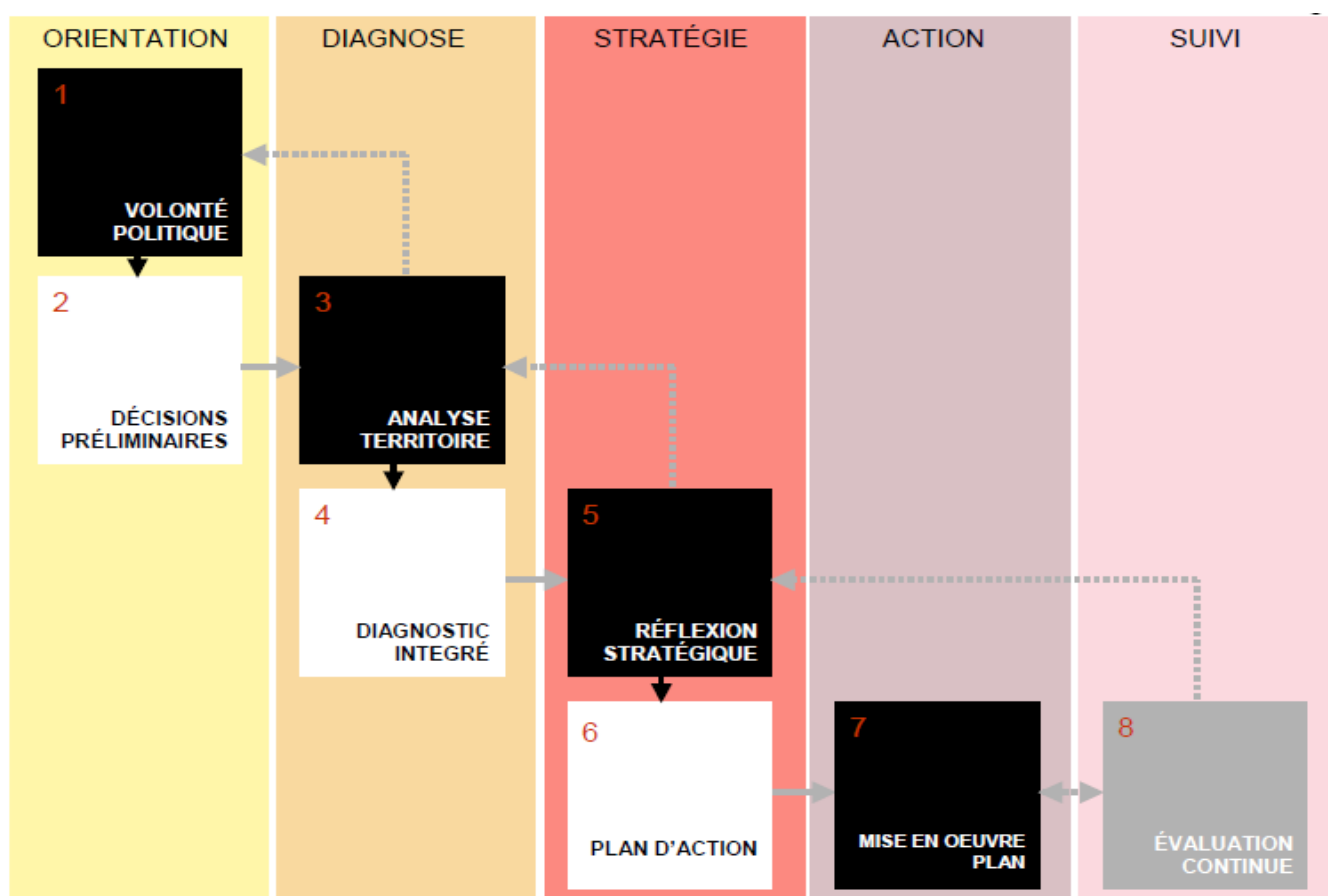 ORIENTATION
DIAGNOSE
STRATÉGIE
ACTION
SUIVI
1
VOLONTÉ
POLITIQUE
2
DÉCISIONS
PRÉLIMINAIRES
3
ANALYSE
TERRITOIRE
4
DIAGNOSTIC
INTEGRÉ
5
RÉFLEXION
STRATÉGIQUE
6
PLAN D'ACTION
7
MISE EN OEUVRE
PLAN
8
ÉVALUATION
CONTINUE